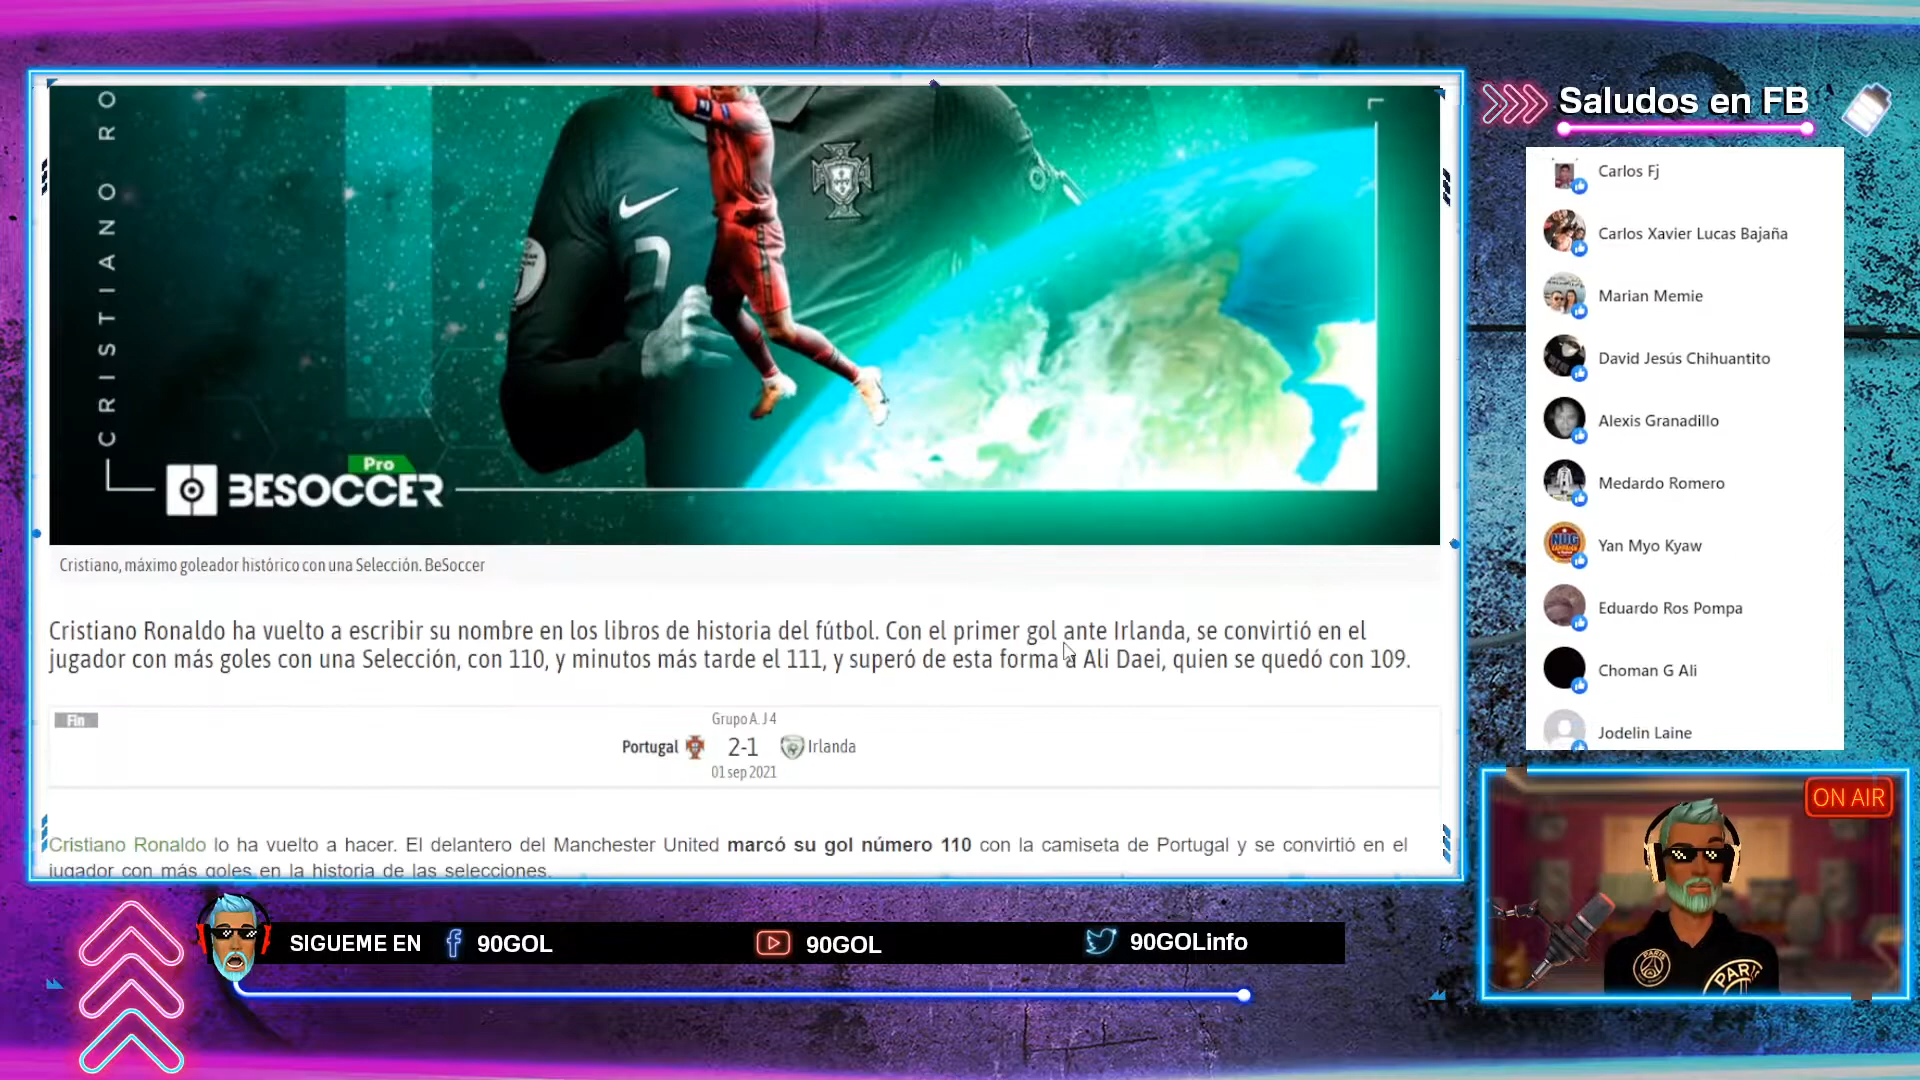 CRISTIANO RO
7
Pro
BESOCCER
Cristiano, máximo goleador histórico con una Selección. BeSoccer
Cristiano Ronaldo ha vuelto a escribir su nombre en los libros de historia del fútbol. Con el primer gol ante Irlanda, se convirtió en el
jugador con más goles con una Selección, con 110, y minutos más tarde el 111, y superó de esta forma a Ali Daei, quien se quedó con 109.
Fin
Grupo A. J 4
Portugal 2-1 Irlanda
01 sep 2021
Cristiano Ronaldo lo ha vuelto a hacer. El delantero del Manchester United marcó su gol número 110 con la camiseta de Portugal y se convirtió en el
jugador con más goles en la historia de las selecciones.
Saludos en FB
Carlos Fj
Carlos Xavier Lucas Bajaña
Marian Memie
David Jesús Chihuantito
Alexis Granadillo
Medardo Romero
Yan Myo Kyaw
NUG
Eduardo Ros Pompa
Choman G Ali
Jodelin Laine
ON AIR
PARIS
PARIS
SIGUEME EN
90GOL
90GOL
90GOLinfo